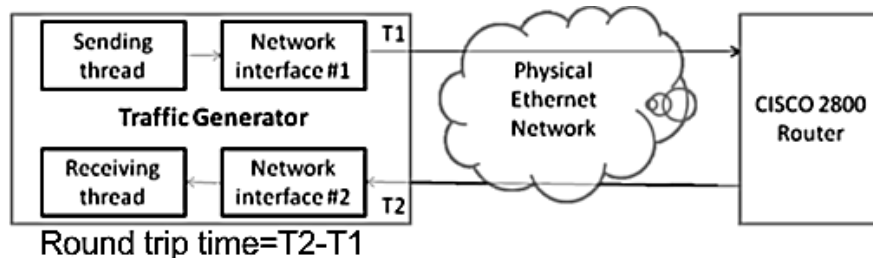 Sending
thread
Network
interface #1
T1
Traffic Generator
Receiving
thread
Network
interface #2
T2
Physical
Ethernet
Network
CISCO 2800
Router
Round trip time=T2-T1